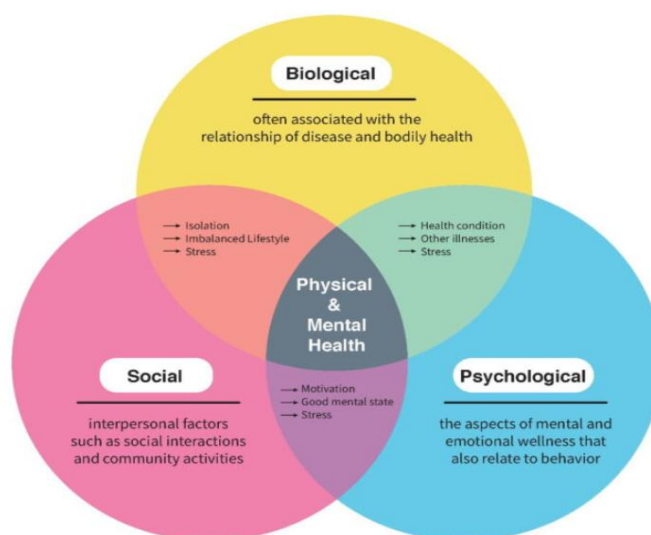 Biological
often associated with the
relationship of disease and bodily health
→ Isolation
→ Imbalanced Lifestyle
→ Stress
→ Health condition
→ Other illnesses
→ Stress
Physical
&
Mental
Health
Social
interpersonal factors
such as social interactions
and community activities
→ Motivation
→ Good mental state
→ Stress
Psychological
the aspects of mental and
emotional wellness that
also relate to behavior